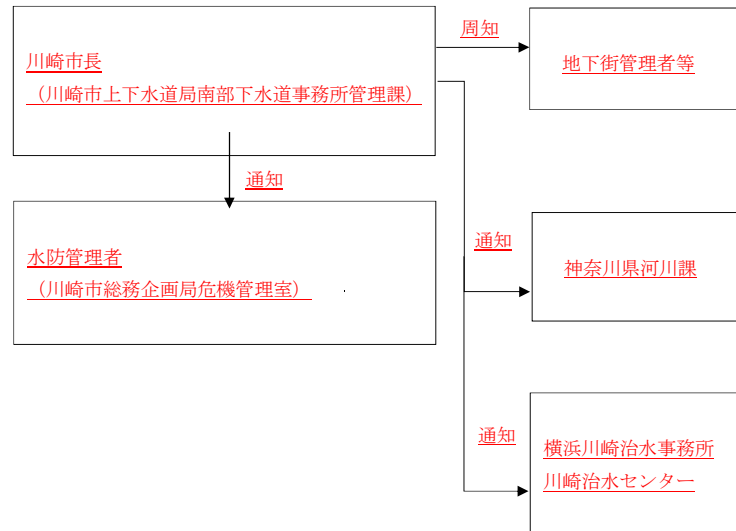 川崎市長
（川崎市上下水道局南部下水道事務所管理課）
周知
地下街管理者等
通知
水防管理者
（川崎市総務企画局危機管理室）
通知
神奈川県河川課
通知
横浜川崎治水事務所
川崎治水センター